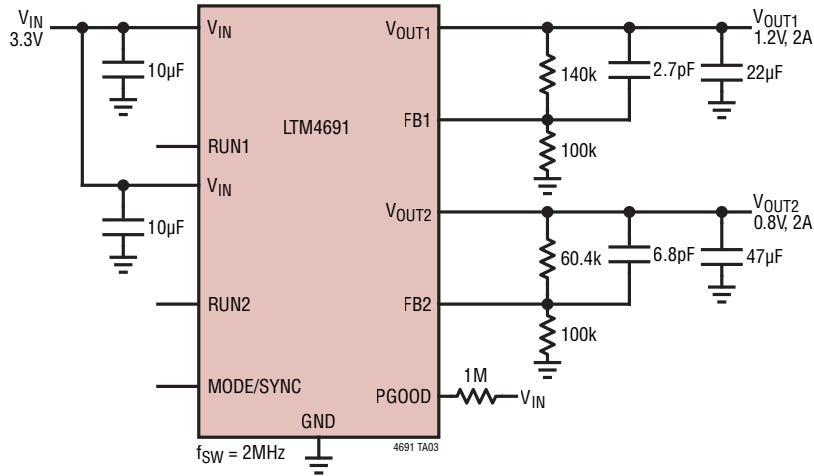 VIN
3.3V
10µF
10µF
VIN
RUN1
VIN
RUN2
MODE/SYNC
GND
LTM4691
VOUT1
FB1
VOUT2
FB2
PGOOD
fSW = 2MHz
4691 TA03
140k
2.7pF
22µF
100k
VOUT1
1.2V, 2A
60.4k
6.8pF
47µF
100k
VOUT2
0.8V, 2A
1M
VIN